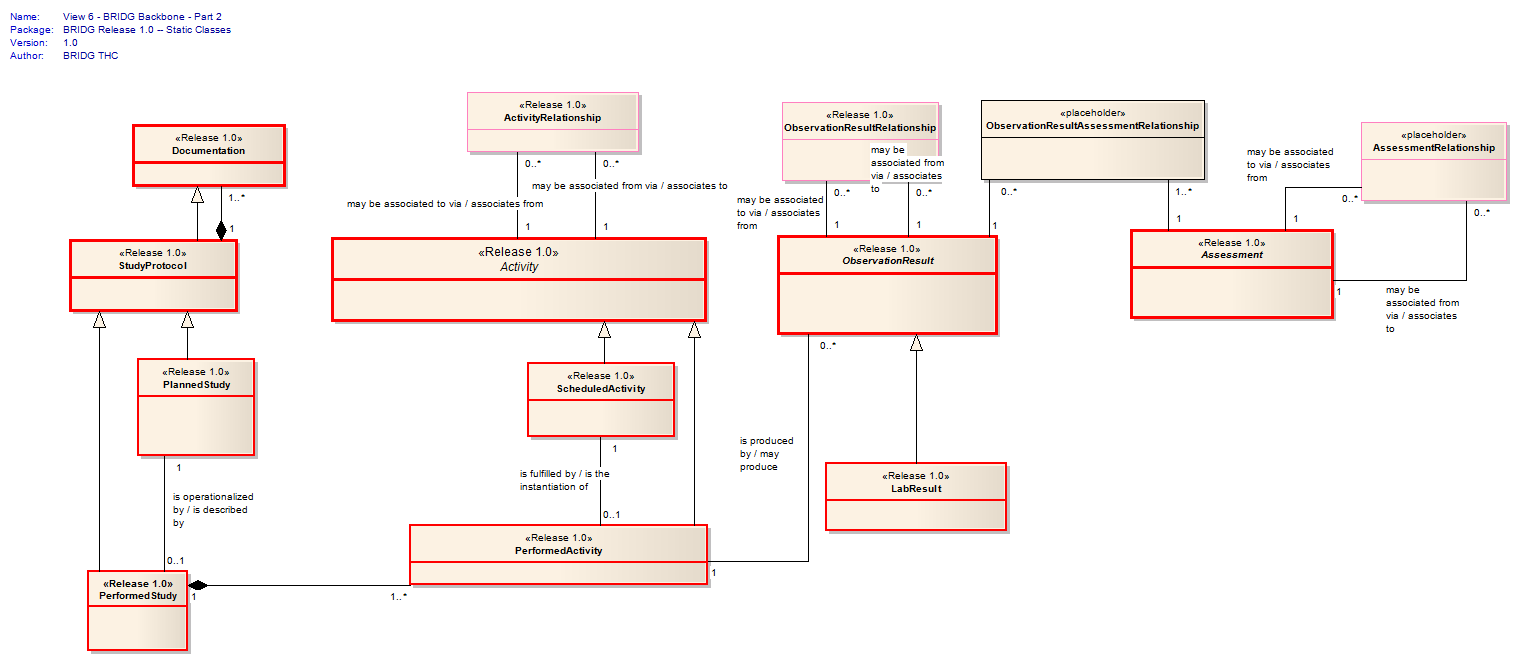 Name: View 6 - BRIDG Backbone - Part 2
Package: BRIDG Release 1.0 -- Static Classes
Version: 1.0
Author: BRIDG THC
«Release 1.0»
Documentation
1..*
1
«Release 1.0»
StudyProtocol
«Release 1.0»
PlannedStudy
1
is operationalized
by / is described
by
0..1
«Release 1.0»
PerformedStudy
1
1..*
«Release 1.0»
ActivityRelationship
0..*
0..*
may be associated from via / associates to
may be associated to via / associates from
1
1
«Release 1.0»
Activity
«Release 1.0»
ScheduledActivity
1
is fulfilled by / is the
instantiation of
0..1
«Release 1.0»
PerformedActivity
1
is produced
by / may
produce
0..*
«Release 1.0»
ObservationResultRelationship
may be
associated from
via / associates
to
0..*
0..*
may be associated
to via / associates
from
1
1
1
«Release 1.0»
ObservationResult
«Release 1.0»
LabResult
«placeholder»
ObservationResultAssessmentRelationship
0..*
1..*
1
«Release 1.0»
Assessment
«placeholder»
AssessmentRelationship
may be associated
to via / associates
from
0..*
0..*
1
1
may be
associated from
via / associates
to